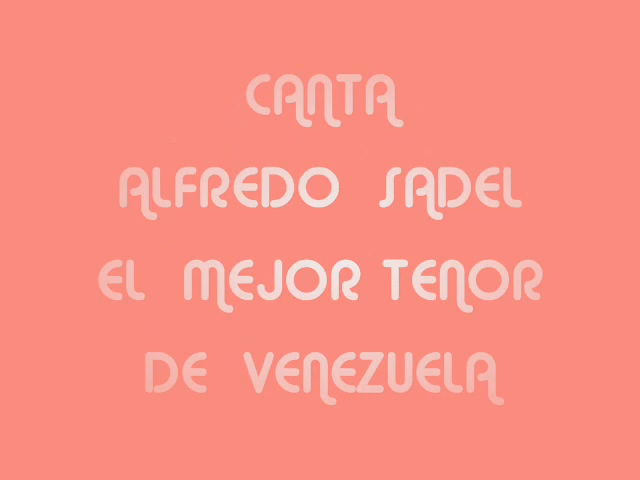 CANTA
ALFREDO SADEL
EL MEJOR TENOR
DE VENEZUELA